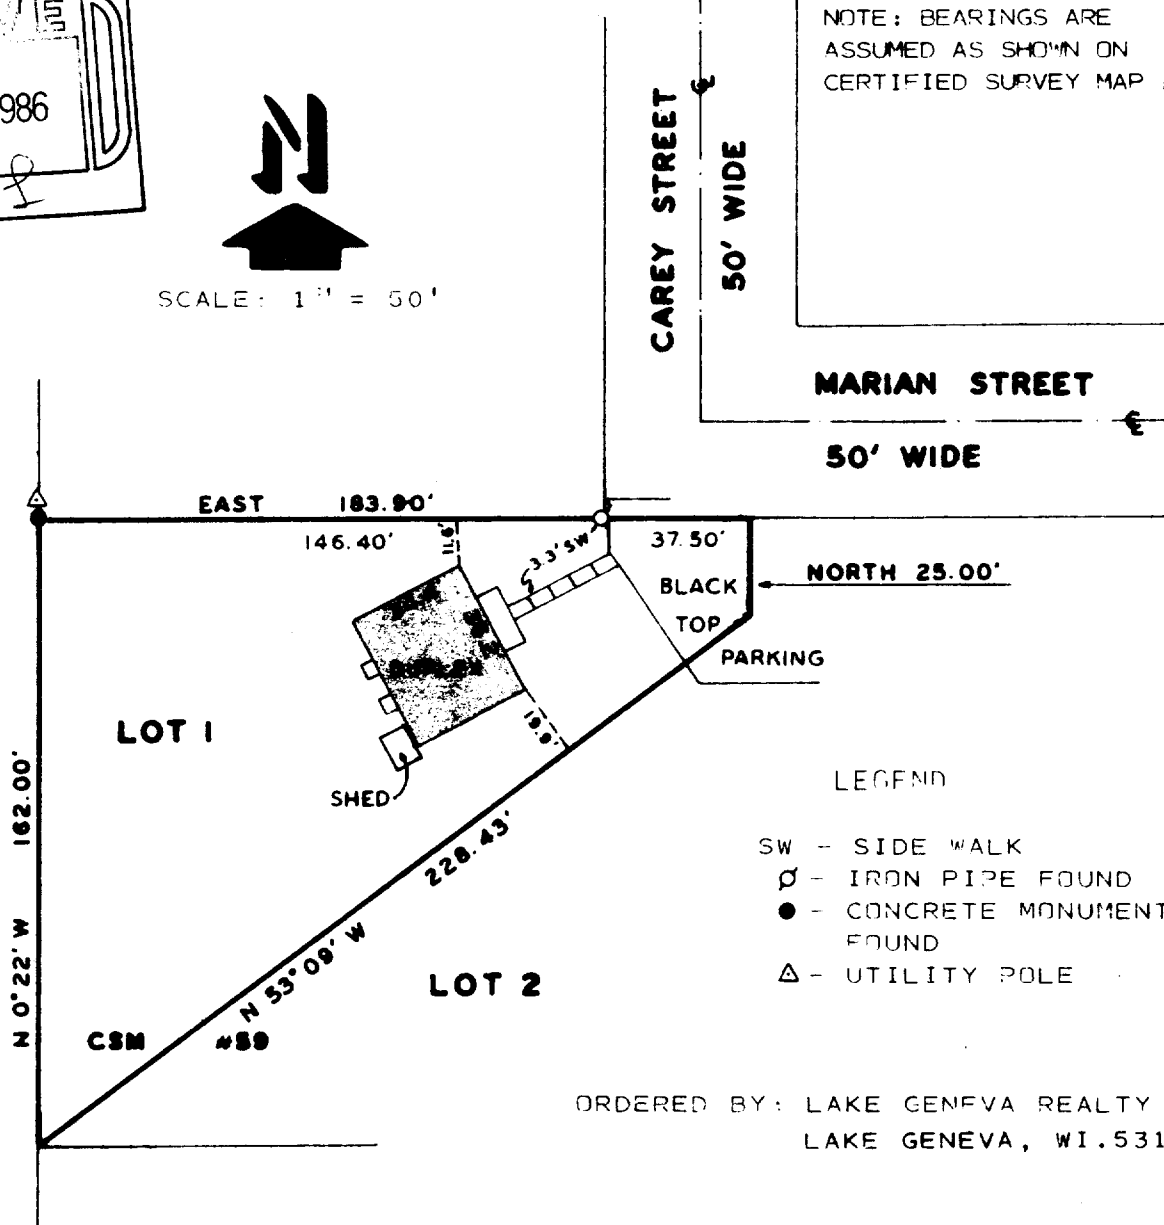 986
NOTE: BEARINGS ARE
ASSUMED AS SHOWN ON
CERTIFIED SURVEY MAP
N
SCALE: 1" = 50'
CAREY STREET
50' WIDE
MARIAN STREET
50' WIDE
EAST 183.90'
146.40'
11.6'
3.3' SW
37.50'
BLACK
TOP
PARKING
NORTH 25.00'
LOT 1
19.9'
SHED
N 0°22' W 162.00'
228.43'
N 53°09' W
LOT 2
CSM #59
LEGEND
SW - SIDE WALK
- IRON PIPE FOUND
- CONCRETE MONUMENT
FOUND
- UTILITY POLE
ORDERED BY: LAKE GENEVA REALTY
LAKE GENEVA, WI.531